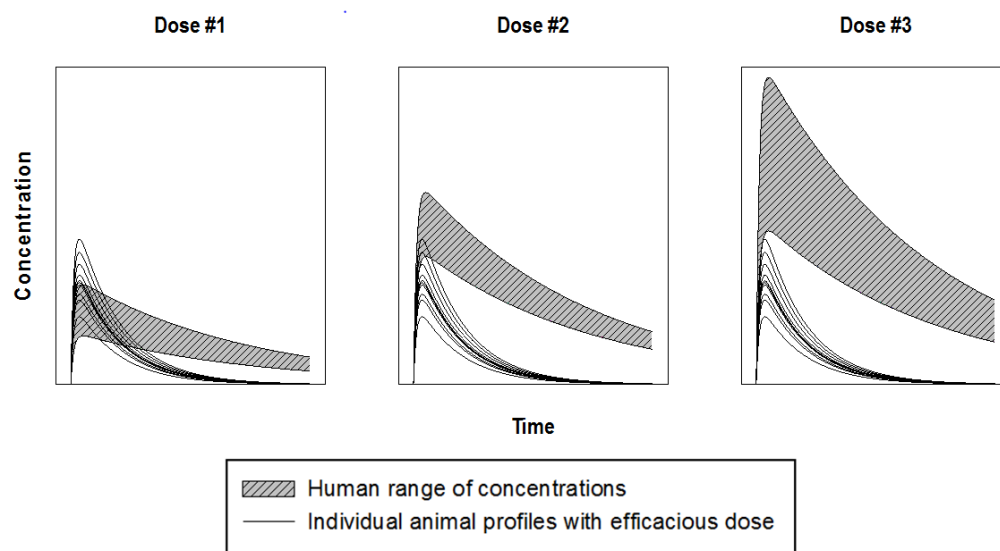 Dose #1
Dose #2
Dose #3
Concentration
Time
Human range of concentrations
Individual animal profiles with efficacious dose